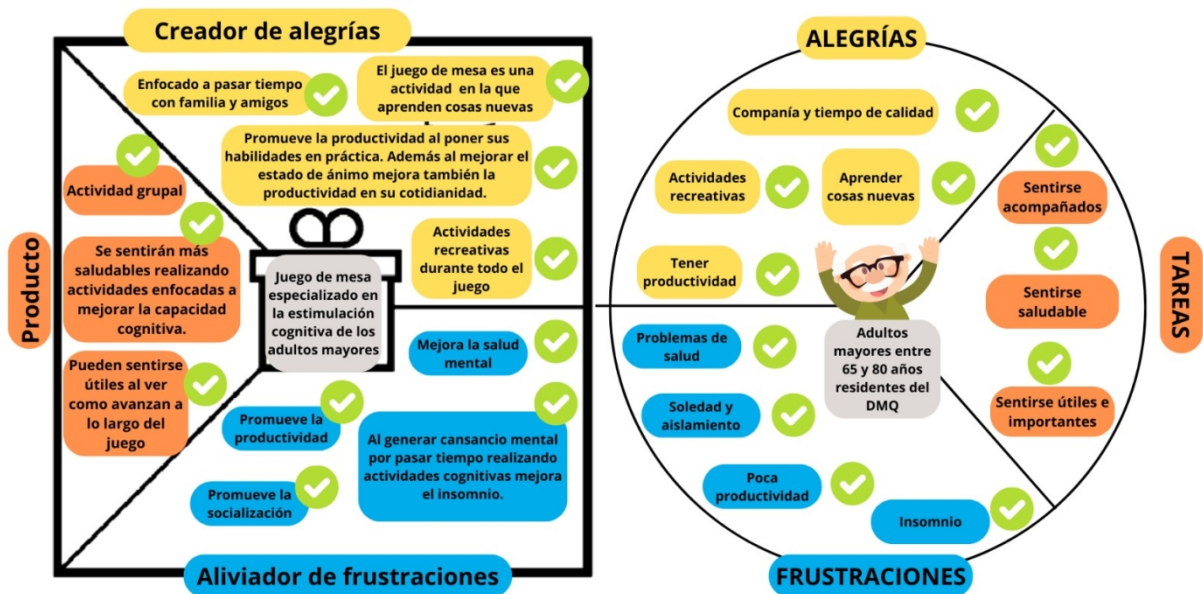 Creador de alegrías
Enfocado a pasar tiempo
con familia y amigos
El juego de mesa es una
actividad en la que
aprenden cosas nuevas
Promueve la productividad al poner sus
habilidades en práctica. Además al mejorar el
estado de ánimo mejora también la
productividad en su cotidianidad.
Actividades
recreativas
durante todo el
juego
Producto
Actividad grupal
Se sentirán más
saludables realizando
actividades enfocadas a
mejorar la capacidad
cognitiva.
Pueden sentirse
útiles al ver
como avanzan a
lo largo del
juego
Juego de mesa
especializado en
la estimulación
cognitiva de los
adultos mayores
Mejora la salud
mental
Promueve la
productividad
Al generar cansancio mental
por pasar tiempo realizando
actividades cognitivas mejora
el insomnio.
Promueve la
socialización
Aliviador de frustraciones
ALEGRÍAS
Compañía y tiempo de calidad
Actividades
recreativas
Aprender
cosas nuevas
Tener
productividad
Sentirse
acompañados
Sentirse
saludable
Sentirse útiles e
importantes
TAREAS
Adultos
mayores entre
65 y 80 años
residentes del
DMQ
Problemas de
salud
Soledad y
aislamiento
Poca
productividad
Insomnio
FRUSTRACIONES